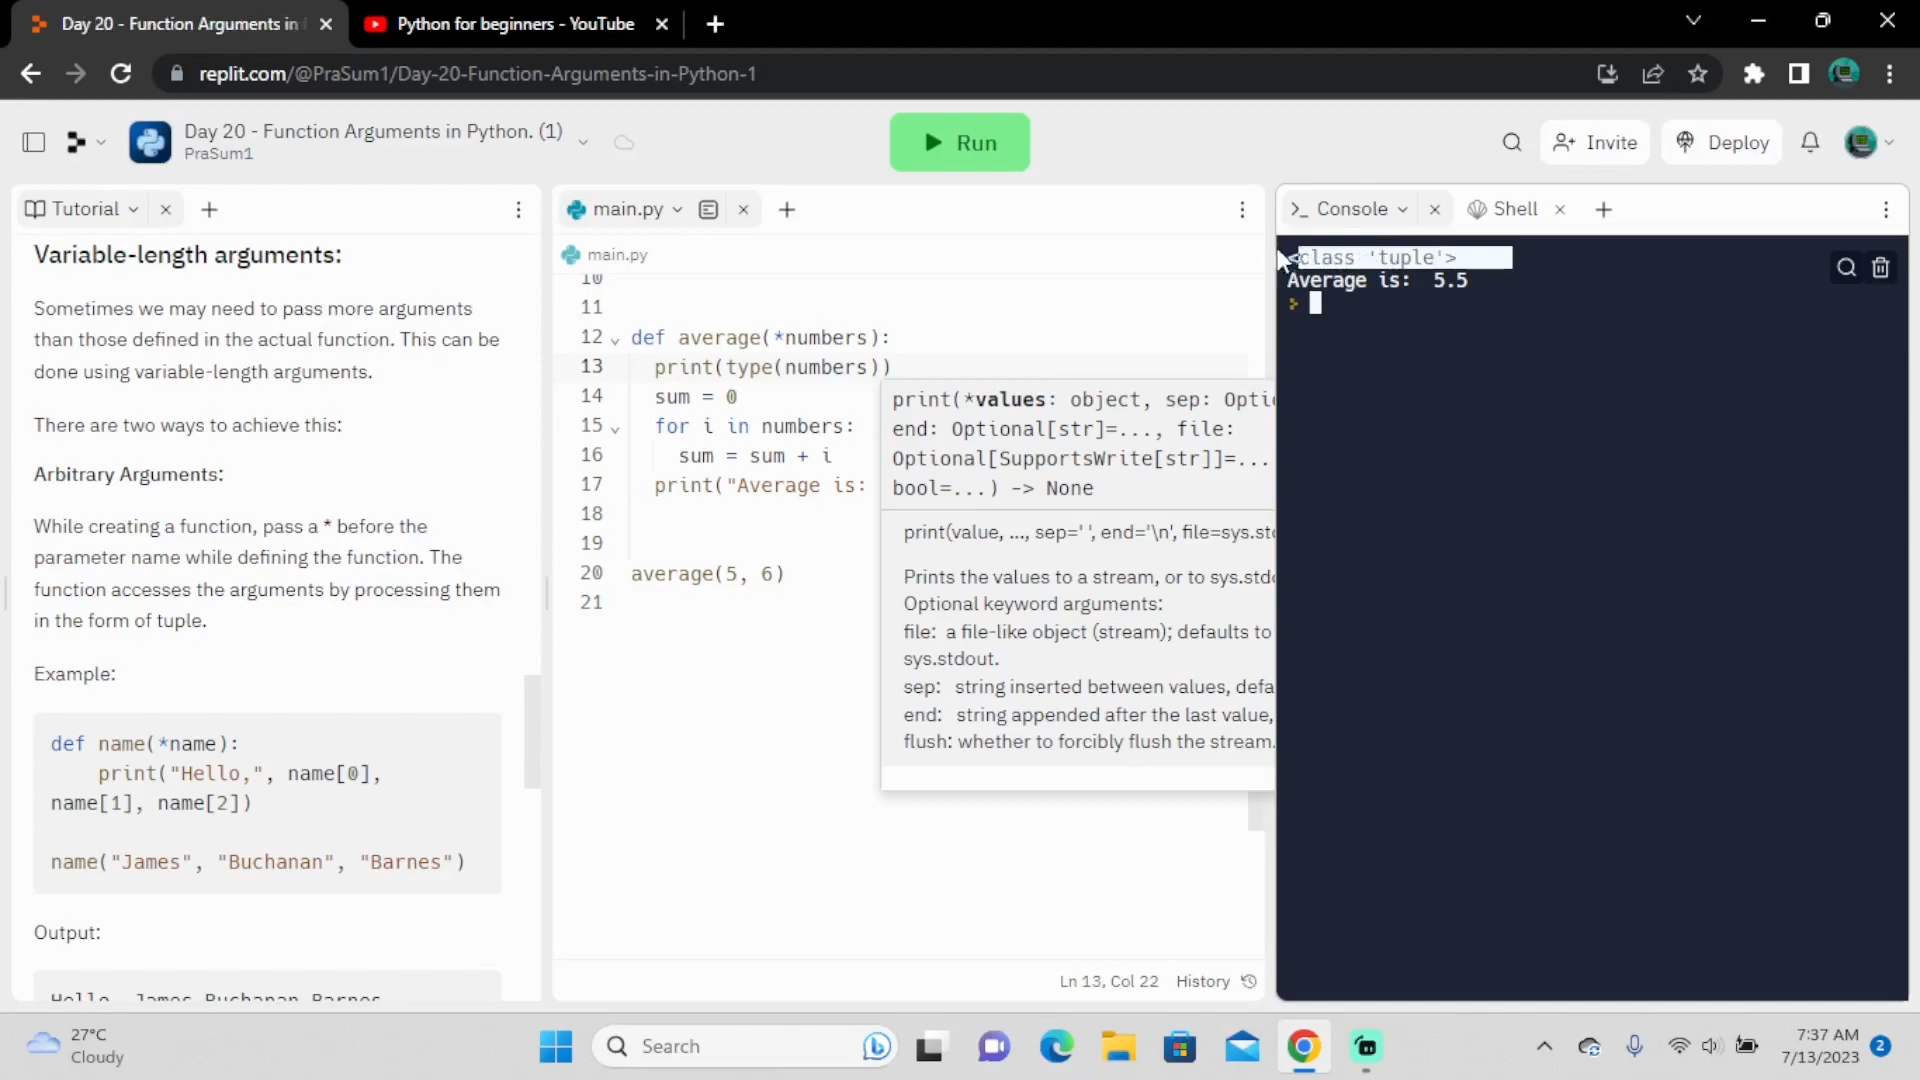 Day 20 - Function Arguments in
Python for beginners - YouTube
replit.com/@PraSum1/Day-20-Function-Arguments-in-Python-1
Day 20 - Function Arguments in Python. (1)
PraSum1
Run
Invite
Deploy
Tutorial
Variable-length arguments:
Sometimes we may need to pass more arguments
than those defined in the actual function. This can be
done using variable-length arguments.
There are two ways to achieve this:
Arbitrary Arguments:
While creating a function, pass a * before the
parameter name while defining the function. The
function accesses the arguments by processing them
in the form of tuple.
Example:
def name(*name):
    print("Hello,", name[0],
name[1], name[2])
name("James", "Buchanan", "Barnes")
Output:
Hello, James Buchanan Barnes
main.py
main.py
10
11
12 def average(*numbers):
13   print(type(numbers))
14   sum = 0
15   for i in numbers:
16     sum = sum + i
17   print("Average is:
18
19
20 average(5, 6)
21
print(*values: object, sep: Optio
end: Optional[str]=..., file:
Optional[SupportsWrite[str]]=...
bool=...) -> None
print(value, ..., sep=' ', end='\n', file=sys.std
Prints the values to a stream, or to sys.stdo
Optional keyword arguments:
file: a file-like object (stream); defaults to
sys.stdout.
sep: string inserted between values, defa
end: string appended after the last value,
flush: whether to forcibly flush the stream.
Ln 13, Col 22 History
Console
Shell
<class 'tuple'>
Average is:  5.5
27°C
Cloudy
Search
7:37 AM
7/13/2023
2